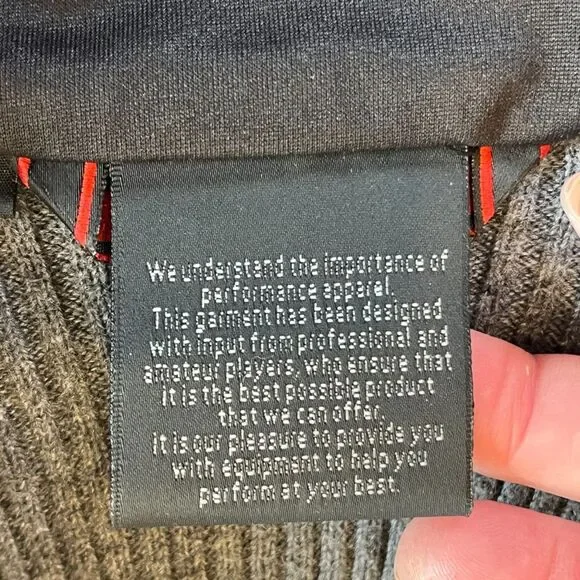 We understand the importance of
performance apparel.
This garment has been designed
with input from professional and
amateur players, who ensure that
it is the best possible product
that we can offer.
It is our pleasure to provide you
with equipment to help you
perform at your best.